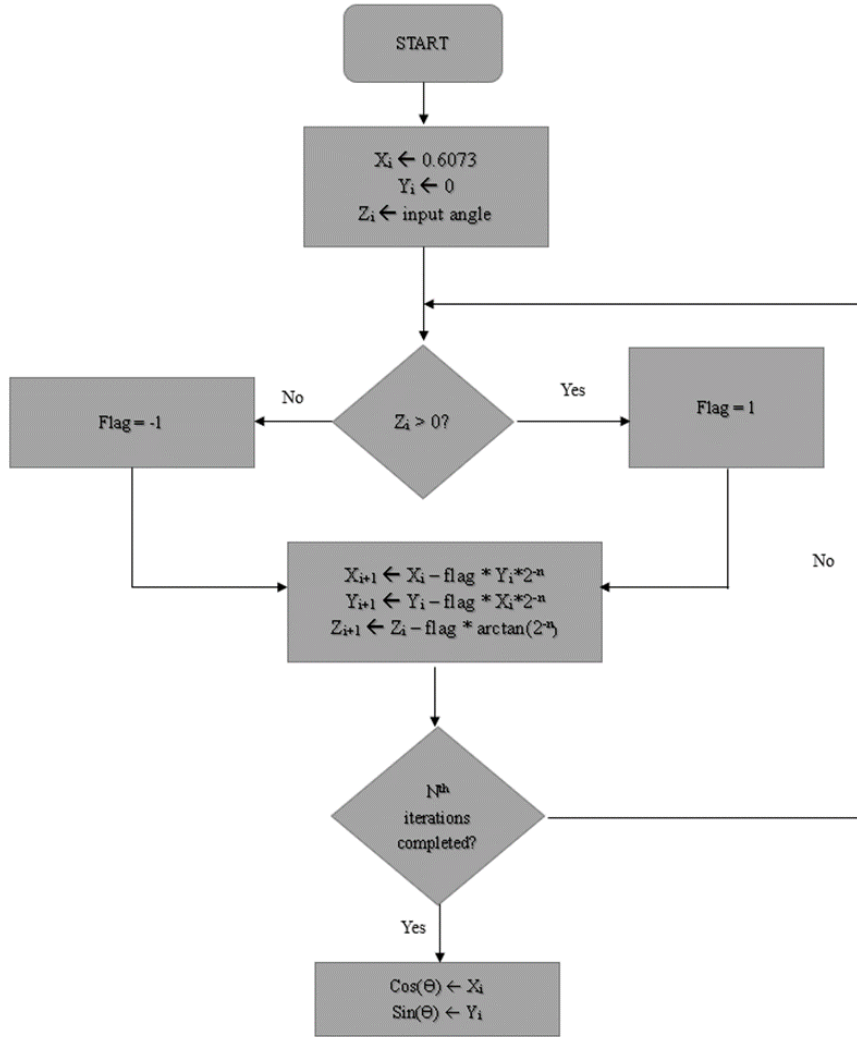 START
Xᵢ ← 0.6073
Yᵢ ← 0
Zᵢ ← input angle
No
Zᵢ > 0?
Yes
Flag = -1
Flag = 1
Xᵢ₊₁ ← Xᵢ – flag * Yᵢ*2⁻ⁿ
Yᵢ₊₁ ← Yᵢ – flag * Xᵢ*2⁻ⁿ
Zᵢ₊₁ ← Zᵢ – flag * arctan(2⁻ⁿ)
No
Nᵗʰ
iterations
completed?
Yes
Cos(Θ) ← Xᵢ
Sin(Θ) ← Yᵢ